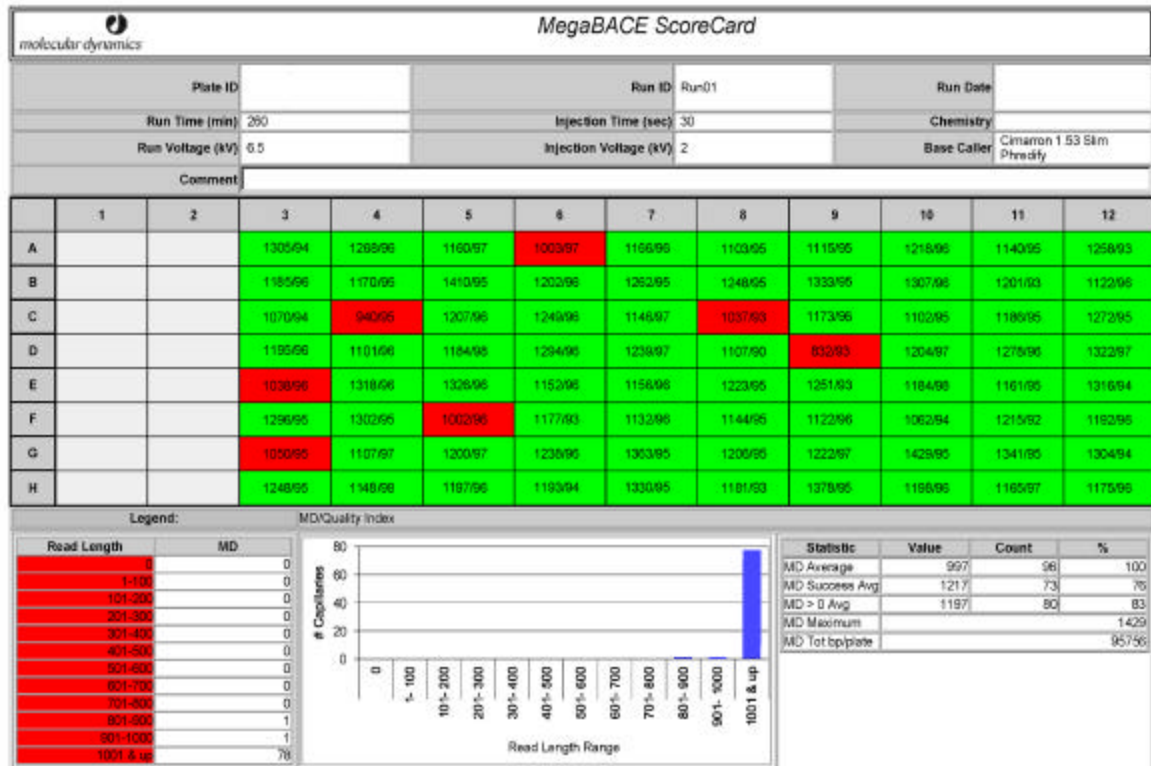 molecular dynamics
MegaBACE ScoreCard
Plate ID Run ID Run01 Run Date
Run Time (min) 260 Injection Time (sec) 30 Chemistry
Run Voltage (kV) 6.5 Injection Voltage (kV) 2 Base Caller Cimarron 1.53 Slim Phredify
Comment
1 2 3 4 5 6 7 8 9 10 11 12
A 1305/94 1298/96 1160/97 1003/97 1166/96 1103/95 1115/95 1218/96 1140/95 1258/93
B 1185/96 1170/95 1410/95 1202/96 1262/95 1248/95 1333/95 1307/96 1201/93 1122/96
C 1070/94 940/95 1207/96 1249/96 1146/97 1037/93 1173/96 1102/95 1186/95 1272/95
D 1195/96 1101/96 1184/98 1294/96 1239/97 1107/90 832/93 1204/97 1278/96 1322/97
E 1038/96 1318/96 1326/96 1152/96 1156/96 1223/95 1251/93 1184/98 1161/95 1316/94
F 1296/95 1302/95 1002/96 1177/93 1132/96 1144/95 1122/96 1062/94 1215/92 1192/96
G 1050/95 1107/97 1200/97 1238/96 1363/95 1206/95 1222/97 1429/95 1341/95 1304/94
H 1248/95 1148/98 1197/96 1193/94 1330/95 1181/93 1378/95 1198/96 1165/97 1175/96
Legend: MD/Quality Index
Read Length MD
0 0
1-100 0
101-200 0
201-300 0
301-400 0
401-500 0
501-600 0
601-700 0
701-800 0
801-900 1
901-1000 1
1001 & up 78
# Capillaries
80
60
40
20
0
0 1- 100 101- 200 201- 300 301- 400 401- 500 501- 600 601- 700 701- 800 801- 900 901- 1000 1001 & up
Read Length Range
Statistic Value Count %
MD Average 997 96 100
MD Success Avg 1217 73 76
MD > 0 Avg 1197 80 83
MD Maximum 1429
MD Tot bp/plate 95756